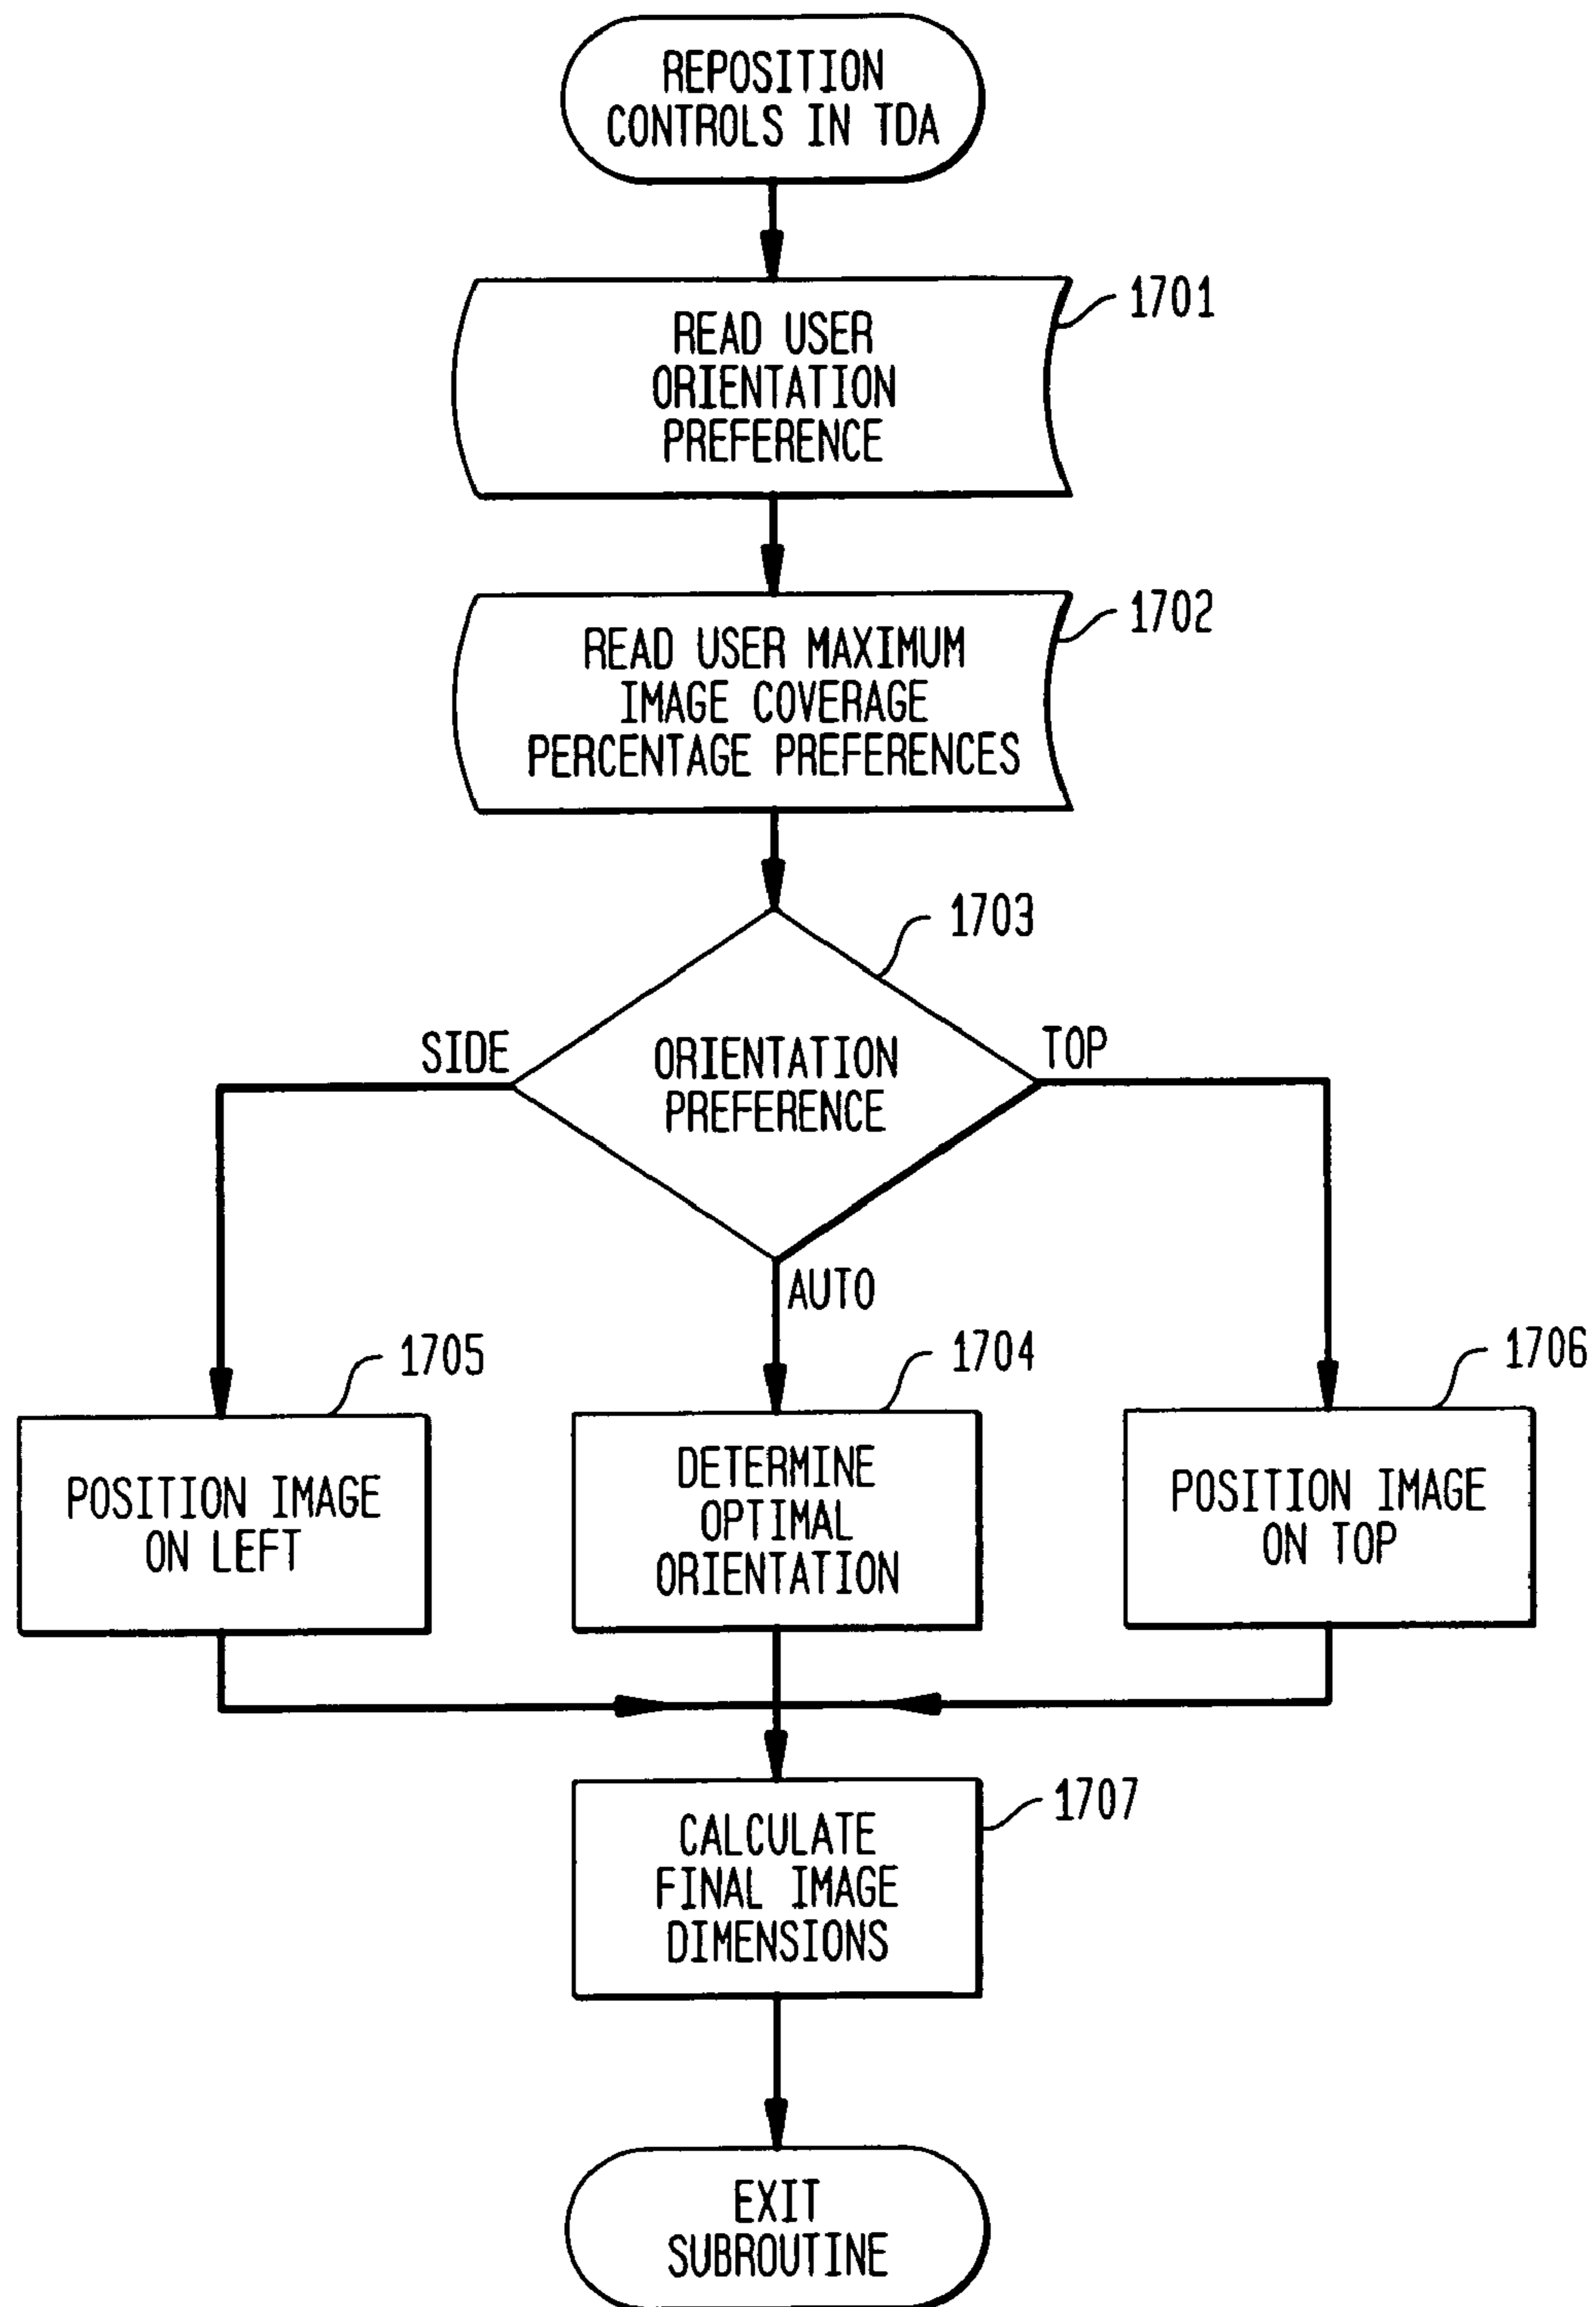 REPOSITION
CONTROLS IN TDA
1701
READ USER
ORIENTATION
PREFERENCE
1702
READ USER MAXIMUM
IMAGE COVERAGE
PERCENTAGE PREFERENCES
1703
SIDE
ORIENTATION
PREFERENCE
TOP
AUTO
1705
POSITION IMAGE
ON LEFT
1704
DETERMINE
OPTIMAL
ORIENTATION
1706
POSITION IMAGE
ON TOP
1707
CALCULATE
FINAL IMAGE
DIMENSIONS
EXIT
SUBROUTINE